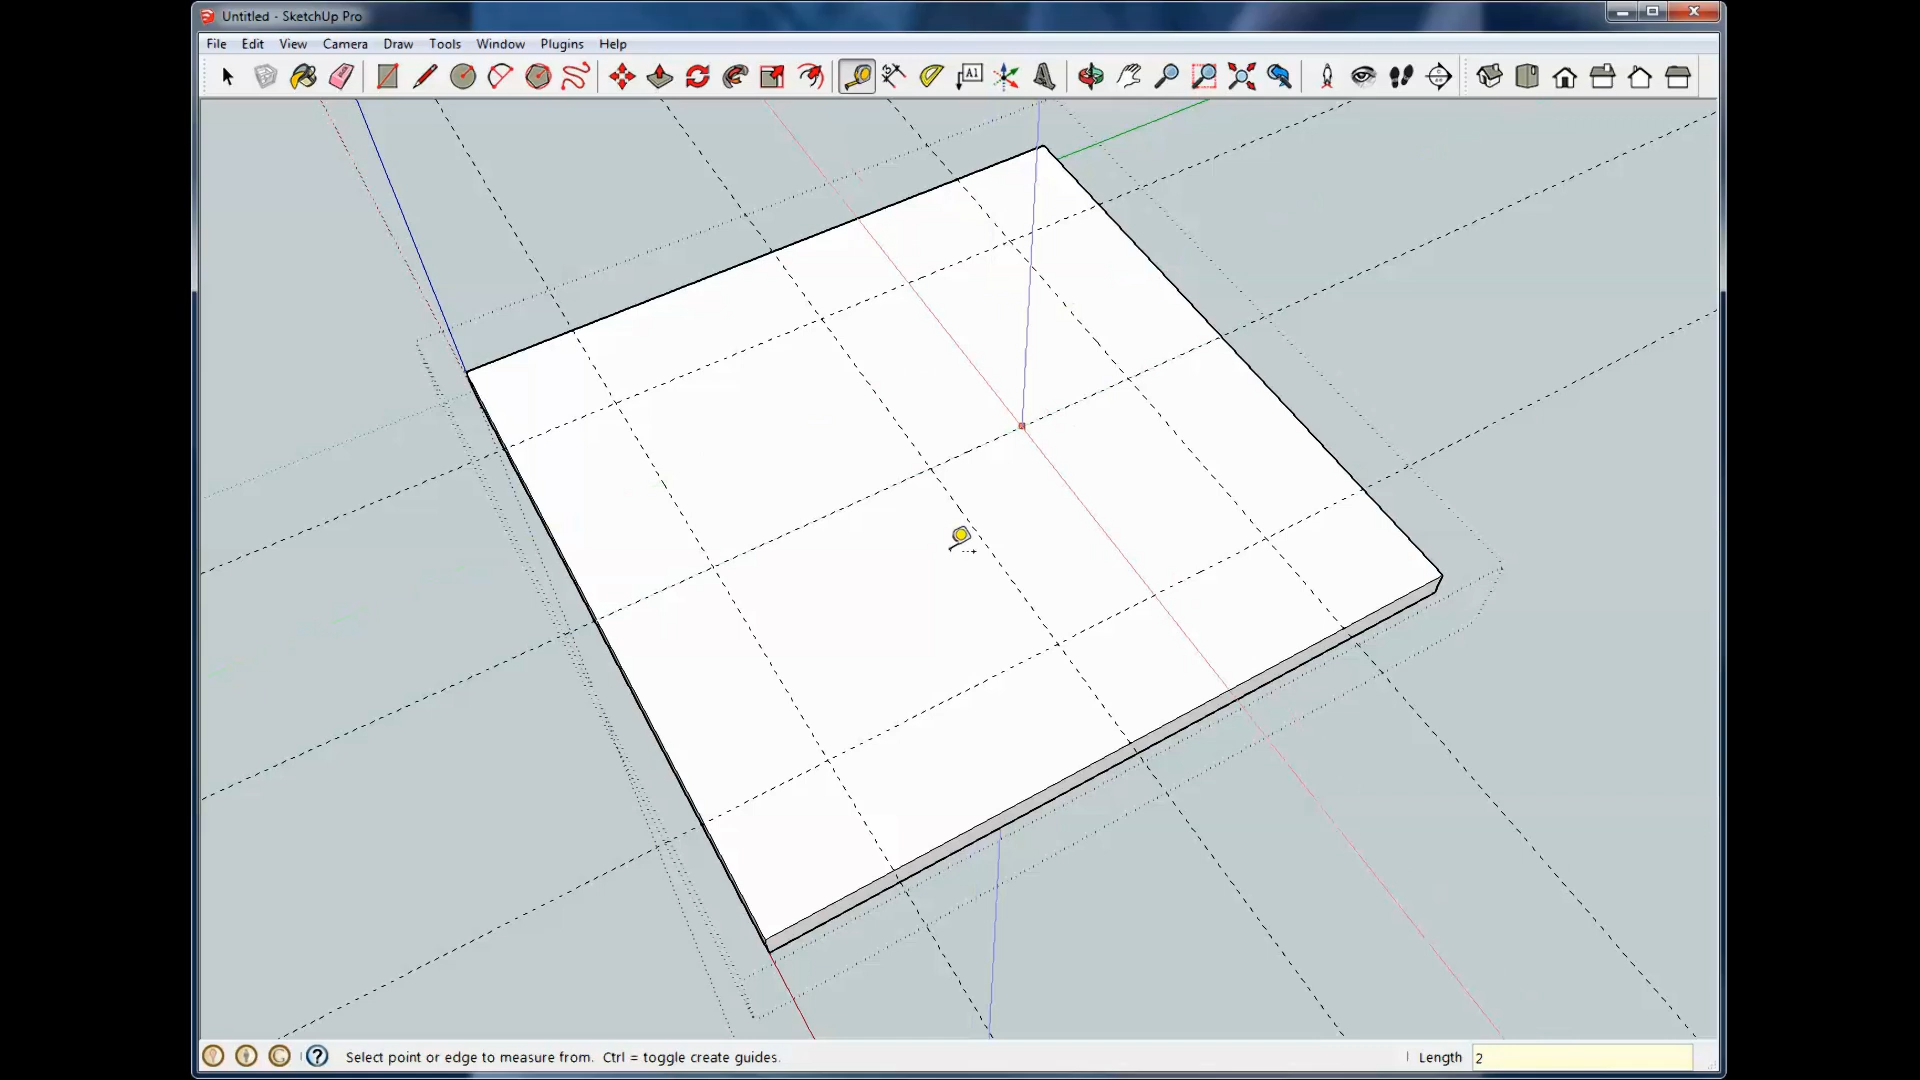 Untitled - SketchUp Pro
File Edit View Camera Draw Tools Window Plugins Help
A1
Select point or edge to measure from. Ctrl = toggle create guides.
Length 2